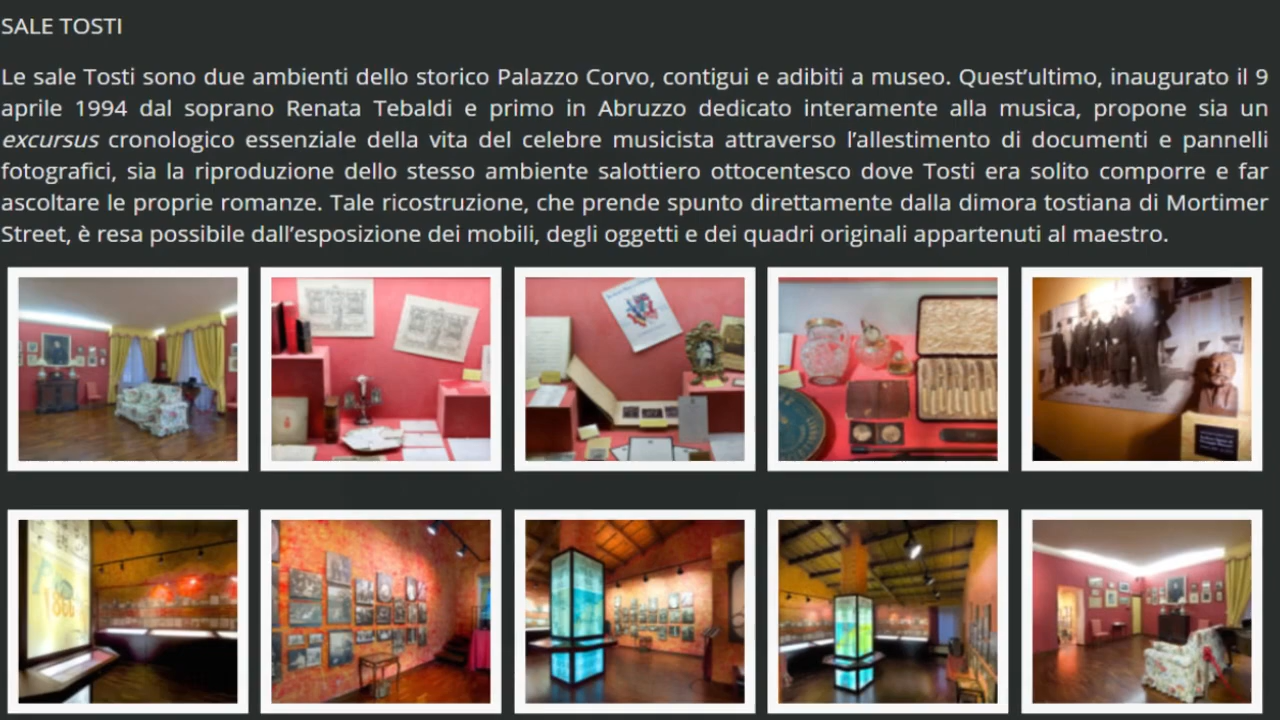 SALE TOSTI
Le sale Tosti sono due ambienti dello storico Palazzo Corvo, contigui e adibiti a museo. Quest’ultimo, inaugurato il 9
aprile 1994 dal soprano Renata Tebaldi e primo in Abruzzo dedicato interamente alla musica, propone sia un
excursus cronologico essenziale della vita del celebre musicista attraverso l’allestimento di documenti e pannelli
fotografici, sia la riproduzione dello stesso ambiente salottiero ottocentesco dove Tosti era solito comporre e far
ascoltare le proprie romanze. Tale ricostruzione, che prende spunto direttamente dalla dimora tostiana di Mortimer
Street, è resa possibile dall’esposizione dei mobili, degli oggetti e dei quadri originali appartenuti al maestro.